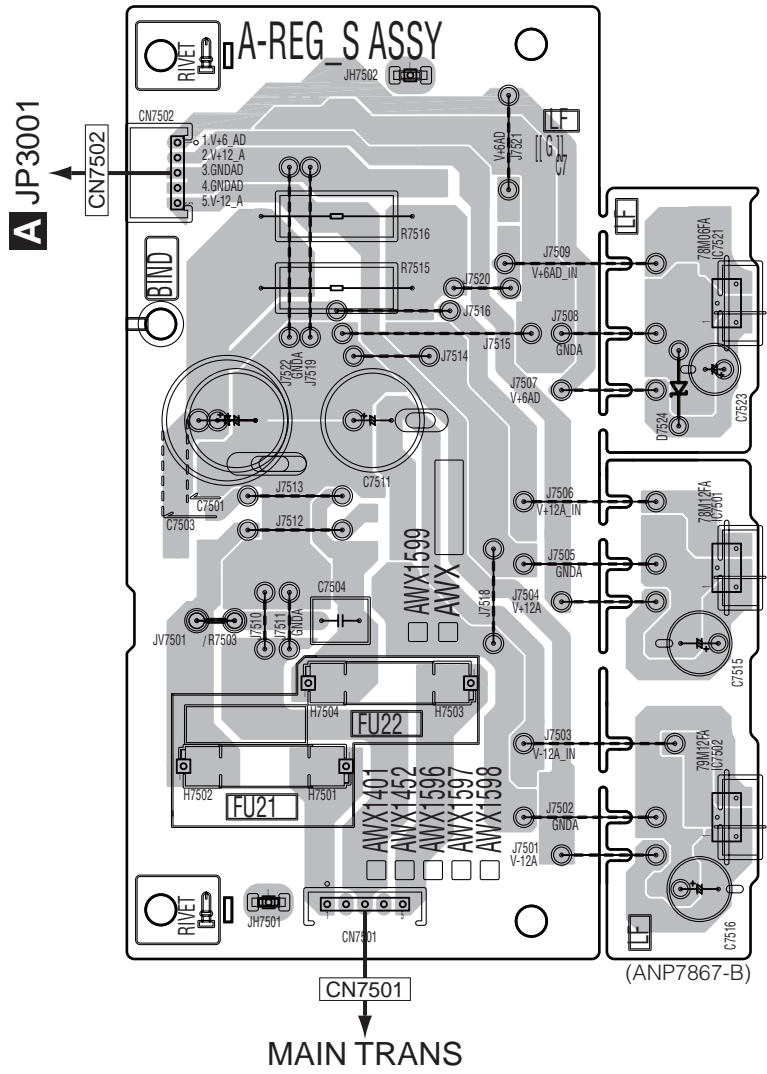 A-REG_S ASSY
RIVET
JH7502
A JP3001
CN7502
CN7502
1.V+6_AD
2.V+12_A
3.GNDAD
4.GNDAD
5.V-12_A
V+6AD
J7521
LF
[[ G ]]
C7
LF
R7516
BIND
R7515
J7509
V+6AD_IN
78M06FA
IC7521
J7520
J7516
J7508
GNDA
J7515
J7522
GNDA
J7519
J7514
J7507
V+6AD
D7524
C7523
C7511
C7501
C7503
J7513
J7512
J7506
V+12A_IN
78M12FA
IC7501
AWX1599
AWX
J7518
J7505
GNDA
J7504
V+12A
C7504
JV7501
/R7503
J7510
J7511
GNDA
C7515
H7504
H7503
FU22
J7503
V-12A_IN
79M12FA
IC7502
H7502
H7501
FU21
AWX1401
AWX1452
AWX1596
AWX1597
AWX1598
J7502
GNDA
J7501
V-12A
RIVET
JH7501
1
5
CN7501
LF
C7516
(ANP7867-B)
CN7501
MAIN TRANS